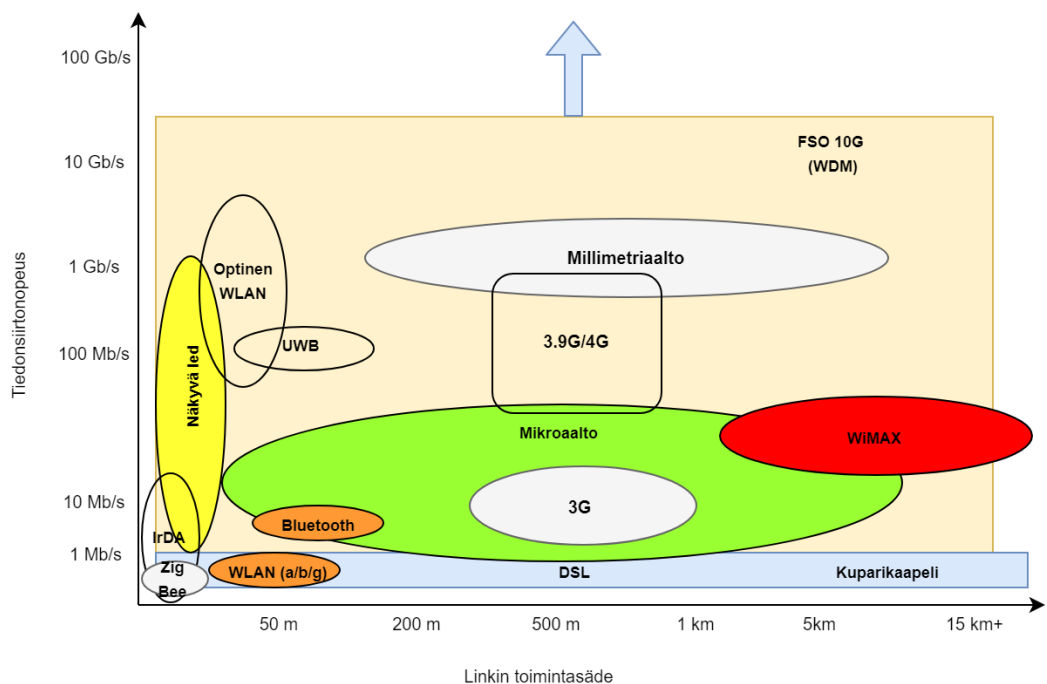 100 Gb/s
10 Gb/s
1 Gb/s
100 Mb/s
10 Mb/s
1 Mb/s
Tiedonsiirtonopeus
FSO 10G
(WDM)
Millimetriaalto
Optinen
WLAN
3.9G/4G
UWB
Näkyvä led
Mikroaalto
WiMAX
3G
Bluetooth
IrDA
Zig
Bee
WLAN (a/b/g)
DSL
Kuparikaapeli
50 m
200 m
500 m
1 km
5km
15 km+
Linkin toimintasäde